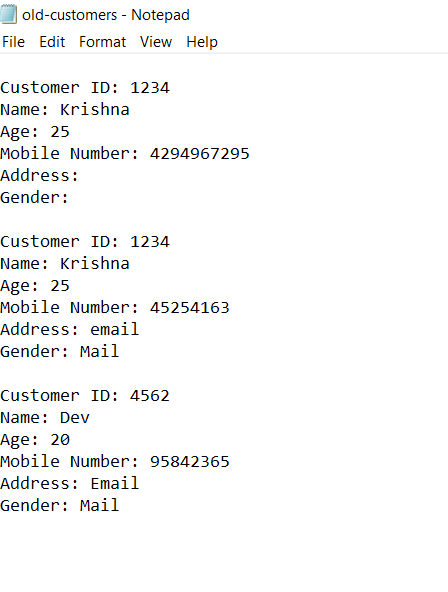 old-customers - Notepad
File Edit Format View Help
Customer ID: 1234
Name: Krishna
Age: 25
Mobile Number: 4294967295
Address:
Gender:
Customer ID: 1234
Name: Krishna
Age: 25
Mobile Number: 45254163
Address: email
Gender: Mail
Customer ID: 4562
Name: Dev
Age: 20
Mobile Number: 95842365
Address: Email
Gender: Mail